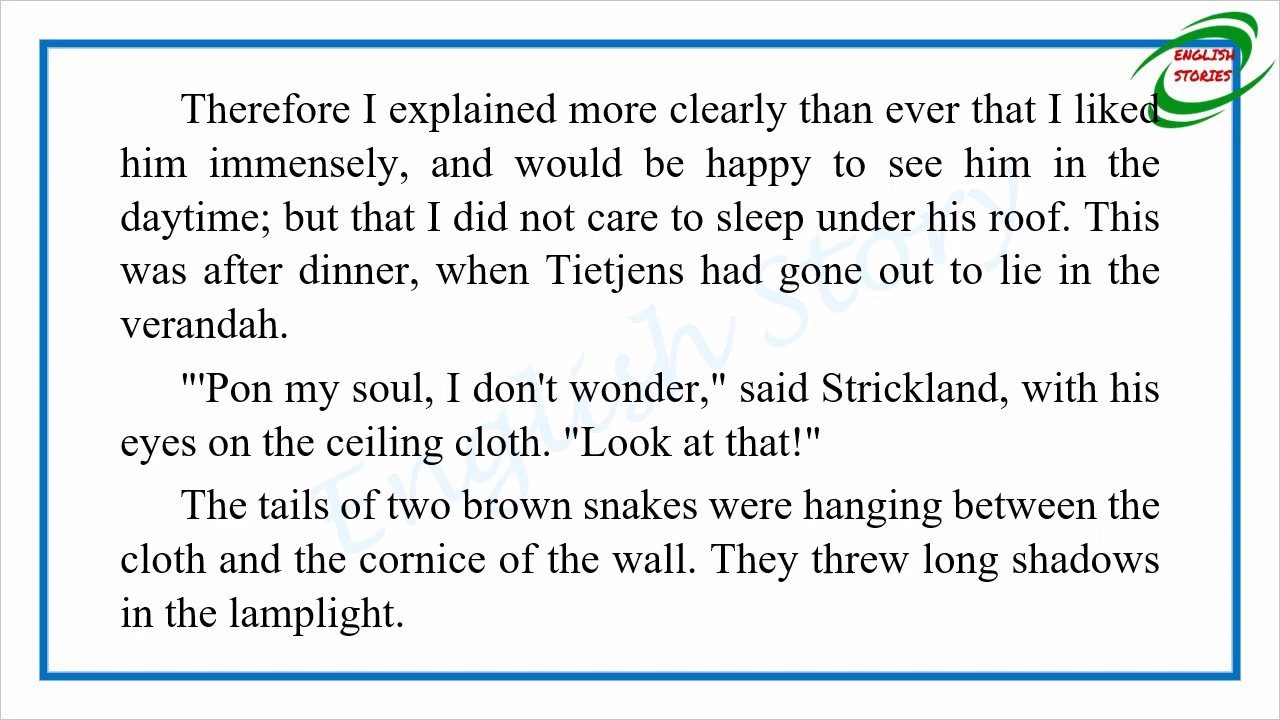 ENGLISH
STORIES
Therefore I explained more clearly than ever that I liked
him immensely, and would be happy to see him in the
daytime; but that I did not care to sleep under his roof. This
was after dinner, when Tietjens had gone out to lie in the
verandah.
"'Pon my soul, I don't wonder," said Strickland, with his
eyes on the ceiling cloth. "Look at that!"
The tails of two brown snakes were hanging between the
cloth and the cornice of the wall. They threw long shadows
in the lamplight.
English Story